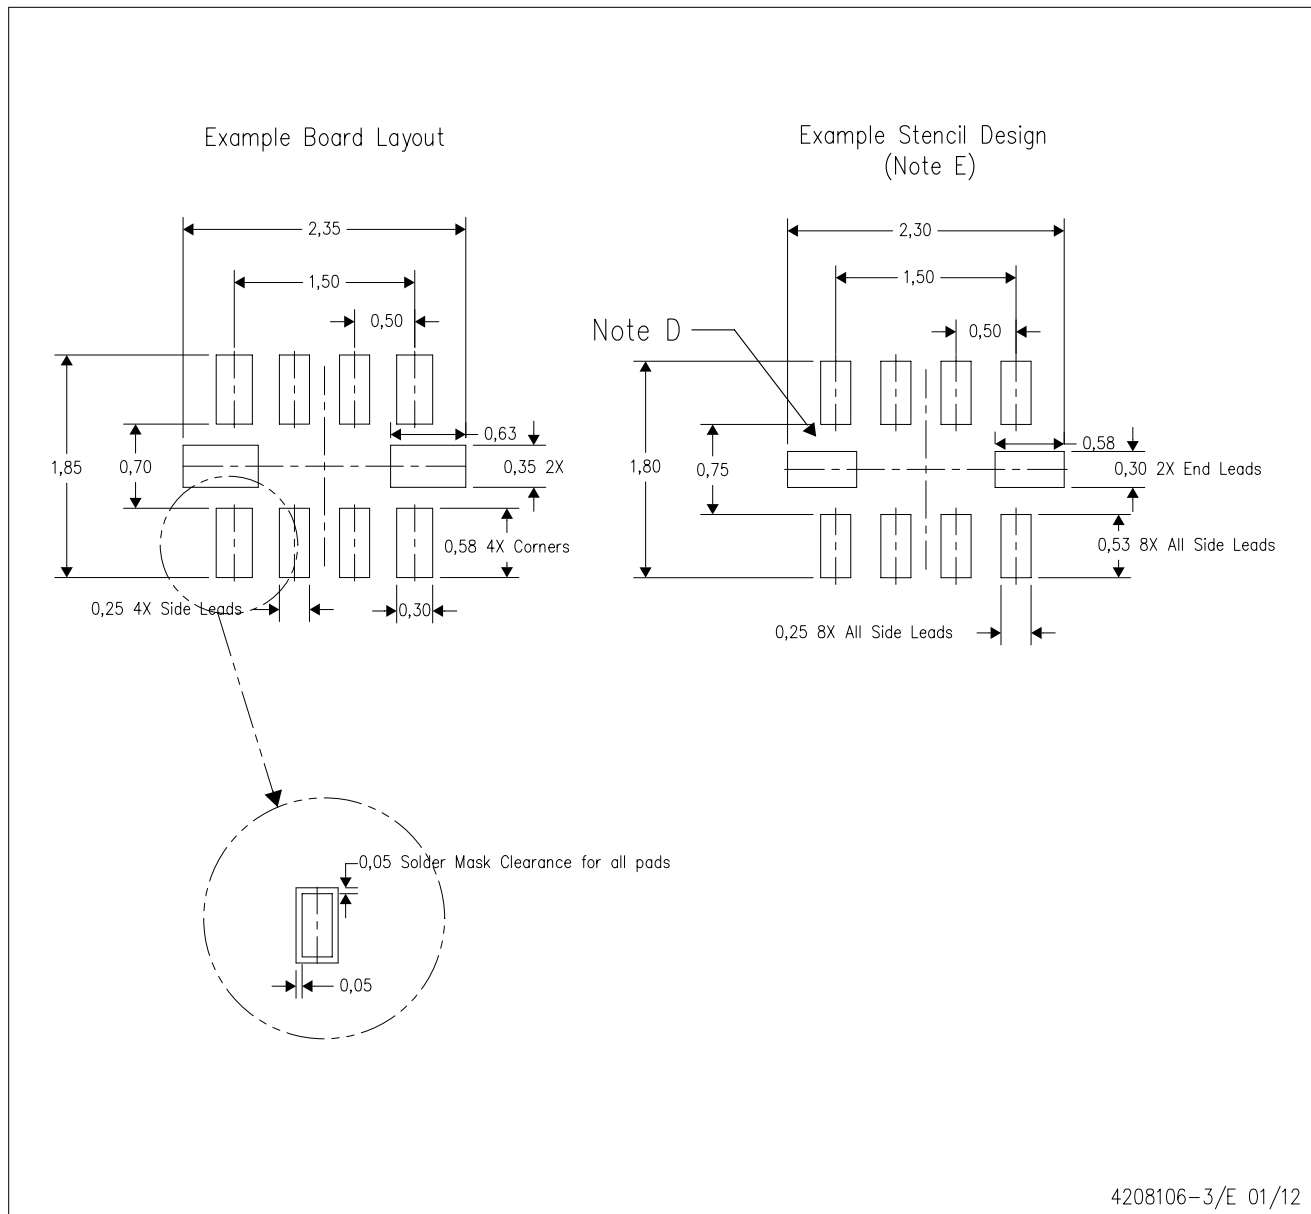 Example Board Layout
2,35
1,50
0,50
1,85
0,70
0,63
0,35 2X
0,58 4X Corners
0,25 4X Side Leads
0,30
0,05 Solder Mask Clearance for all pads
0,05
Example Stencil Design
(Note E)
2,30
1,50
0,50
Note D
1,80
0,75
0,58
0,30 2X End Leads
0,53 8X All Side Leads
0,25 8X All Side Leads
4208106-3/E 01/12